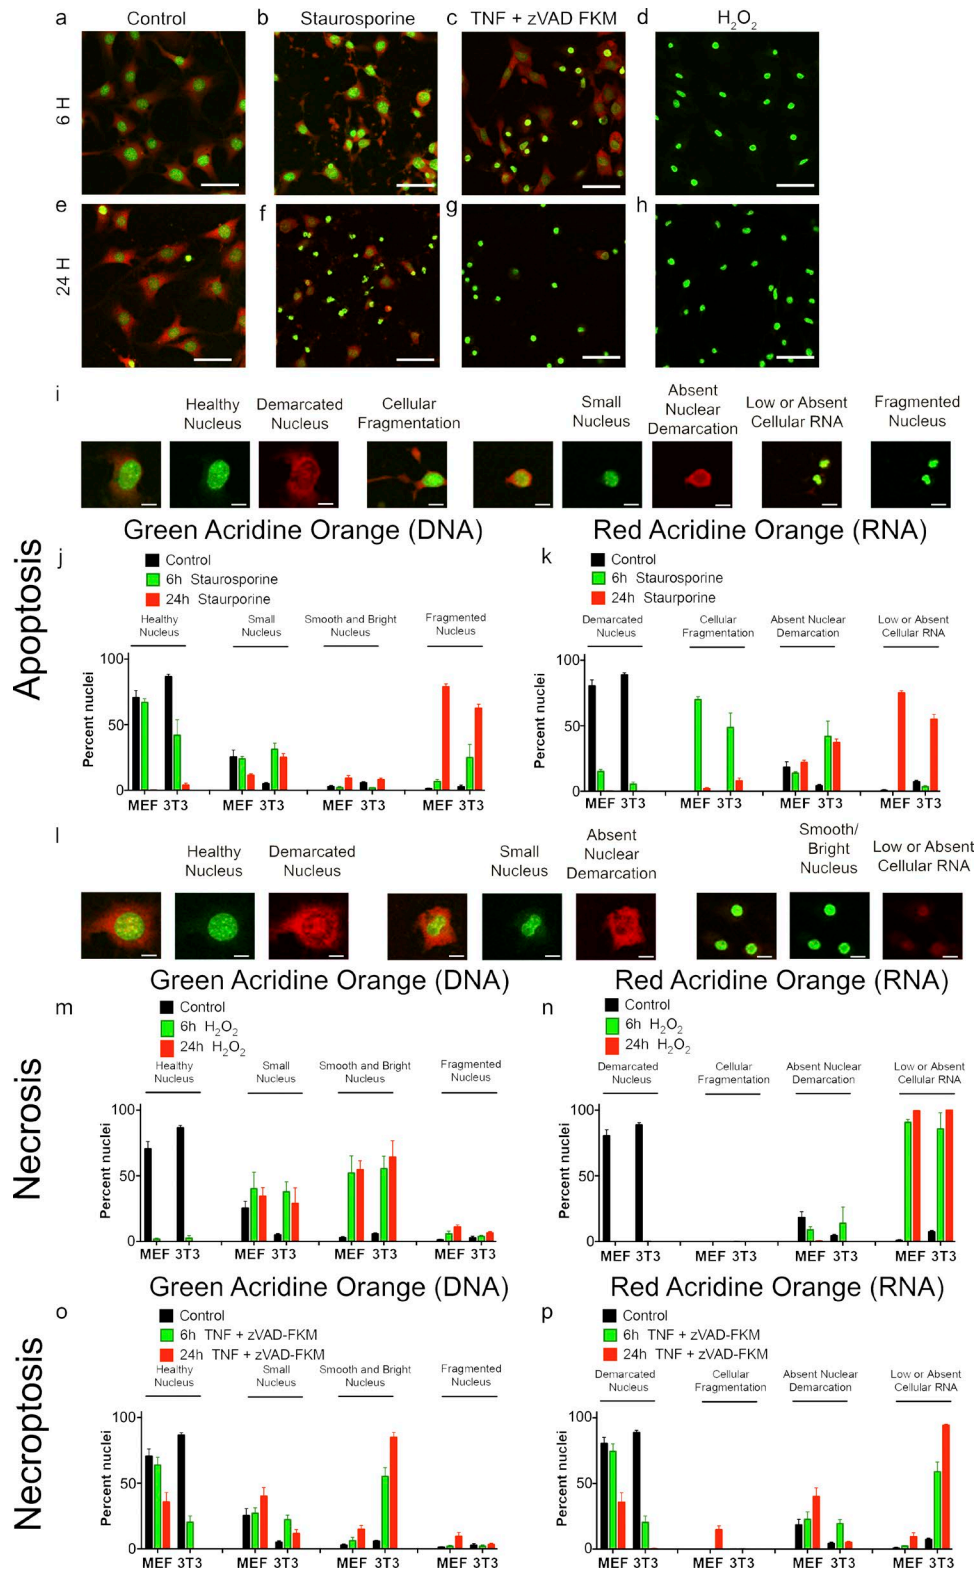 a Control b Staurosporine c TNF + zVAD FKM d H2O2
6 H
e f g h
24 H
i
Healthy Nucleus Demarcated Nucleus Cellular Fragmentation Small Nucleus Absent Nuclear Demarcation Low or Absent Cellular RNA Fragmented Nucleus
Apoptosis
Green Acridine Orange (DNA)
j
Control
6h Staurosporine
24h Staurporine
Healthy Nucleus Small Nucleus Smooth and Bright Nucleus Fragmented Nucleus
Percent nuclei
100
50
0
MEF 3T3 MEF 3T3 MEF 3T3 MEF 3T3
Red Acridine Orange (RNA)
k
Control
6h Staurosporine
24h Staurporine
Demarcated Nucleus Cellular Fragmentation Absent Nuclear Demarcation Low or Absent Cellular RNA
Percent nuclei
100
50
0
MEF 3T3 MEF 3T3 MEF 3T3 MEF 3T3
l
Healthy Nucleus Demarcated Nucleus Small Nucleus Absent Nuclear Demarcation Smooth/ Bright Nucleus Low or Absent Cellular RNA
Necrosis
Green Acridine Orange (DNA)
m
Control
6h H2O2
24h H2O2
Healthy Nucleus Small Nucleus Smooth and Bright Nucleus Fragmented Nucleus
Percent nuclei
100
50
0
MEF 3T3 MEF 3T3 MEF 3T3 MEF 3T3
Red Acridine Orange (RNA)
n
Control
6h H2O2
24h H2O2
Demarcated Nucleus Cellular Fragmentation Absent Nuclear Demarcation Low or Absent Cellular RNA
Percent nuclei
100
50
0
MEF 3T3 MEF 3T3 MEF 3T3 MEF 3T3
Necroptosis
Green Acridine Orange (DNA)
o
Control
6h TNF + zVAD-FKM
24h TNF + zVAD-FKM
Healthy Nucleus Small Nucleus Smooth and Bright Nucleus Fragmented Nucleus
Percent nuclei
100
50
0
MEF 3T3 MEF 3T3 MEF 3T3 MEF 3T3
Red Acridine Orange (RNA)
p
Control
6h TNF + zVAD-FKM
24h TNF + zVAD-FKM
Demarcated Nucleus Cellular Fragmentation Absent Nuclear Demarcation Low or Absent Cellular RNA
Percent nuclei
100
50
0
MEF 3T3 MEF 3T3 MEF 3T3 MEF 3T3